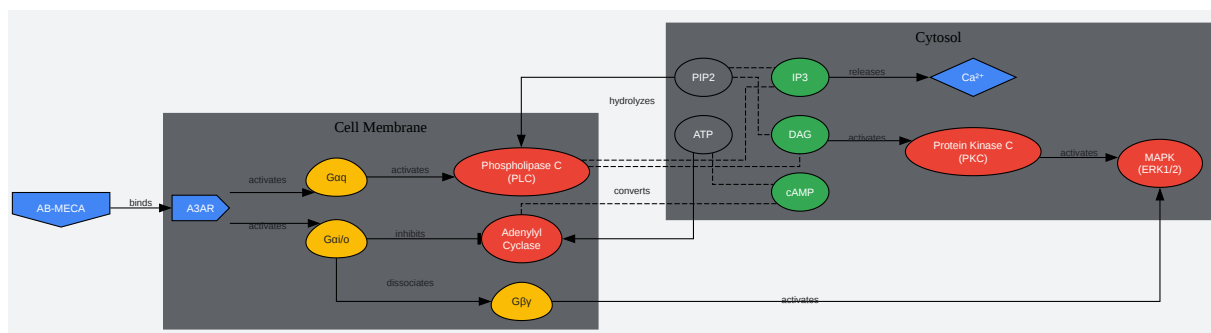 Cytosol
PIP2
IP3
releases
Ca²⁺
hydrolyzes
Cell Membrane
ATP
DAG
activates
Protein Kinase C
(PKC)
activates
MAPK
(ERK1/2)
Phospholipase C
(PLC)
Gαq
activates
activates
converts
cAMP
AB-MECA
binds
A3AR
activates
Gαi/o
inhibits
Adenylyl
Cyclase
dissociates
Gβγ
activates